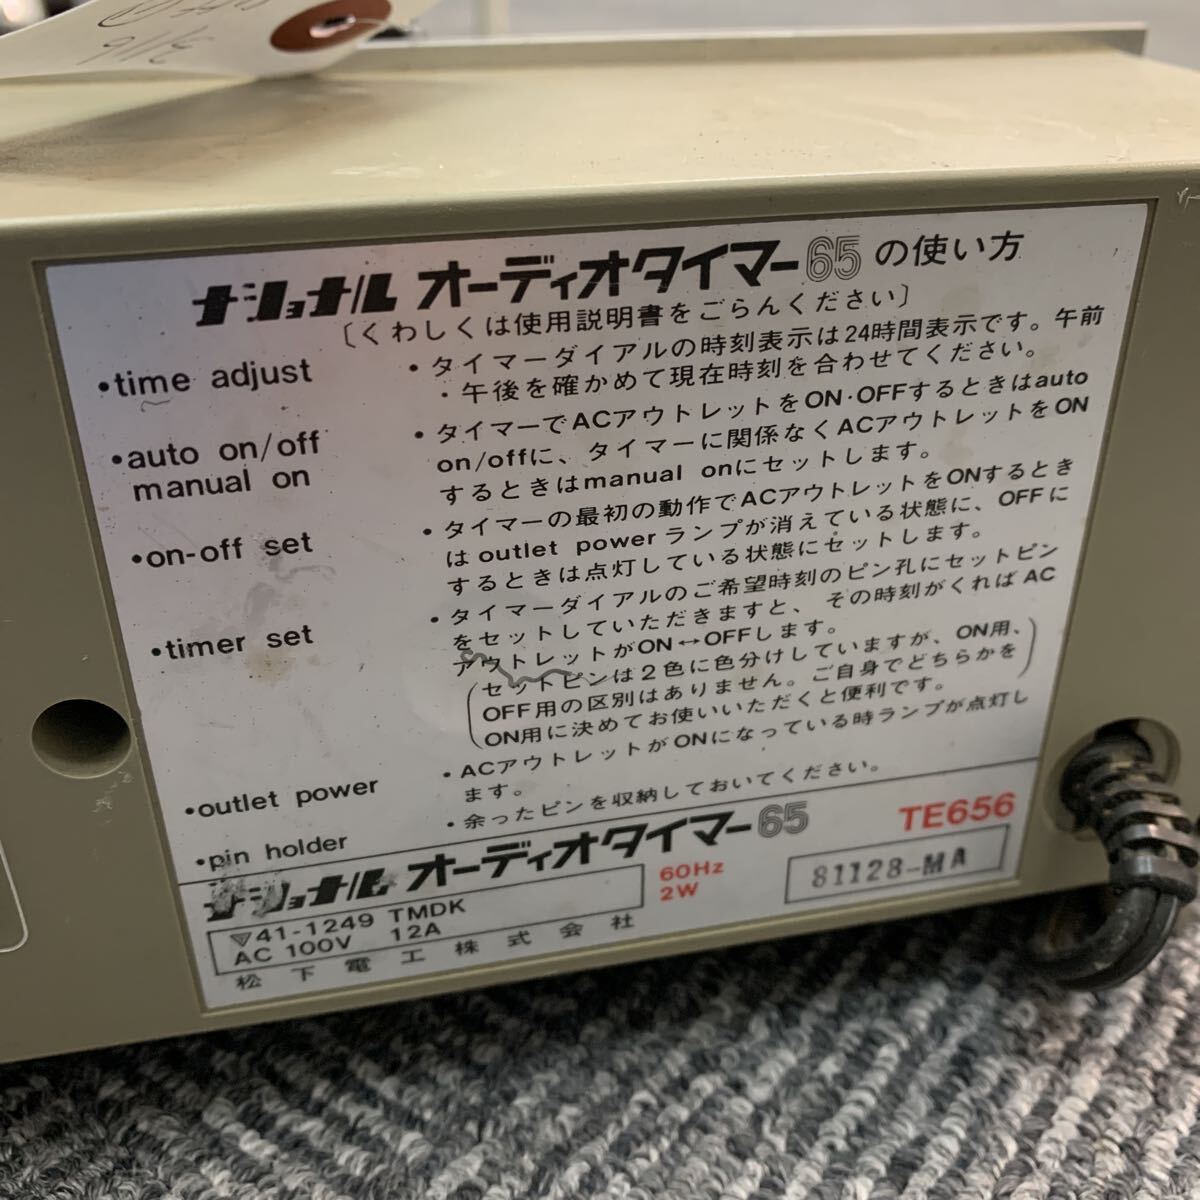 ナショナル オーディオタイマー65の使い方
〔くわしくは使用説明書をごらんください〕
•time adjust
•タイマーダイアルの時刻表示は24時間表示です。午前
・午後を確かめて現在時刻を合わせてください。
•auto on/off
manual on
•タイマーでACアウトレットをON·OFFするときはauto
on/offに、タイマーに関係なくACアウトレットをON
するときはmanual onにセットします。
•on-off set
•タイマーの最初の動作でACアウトレットをONするとき
はoutlet powerランプが消えている状態に、OFFに
するときは点灯している状態にセットします。
•timer set
•タイマーダイアルのご希望時刻のピン孔にセットピン
をセットしていただきますと、その時刻がくればAC
アウトレットがON↔OFFします。
(セットピンは2色に色分けしていますが、ON用、
OFF用の区別はありません。ご自身でどちらかを
ON用に決めてお使いいただくと便利です。)
•outlet power
•ACアウトレットがONになっている時ランプが点灯し
ます。
•pin holder
•余ったピンを収納しておいてください。
ナショナル オーディオタイマー65 TE656
▽41-1249 TMDK
AC 100V 12A
60Hz
2W
81128-MA
松下電工株式会社